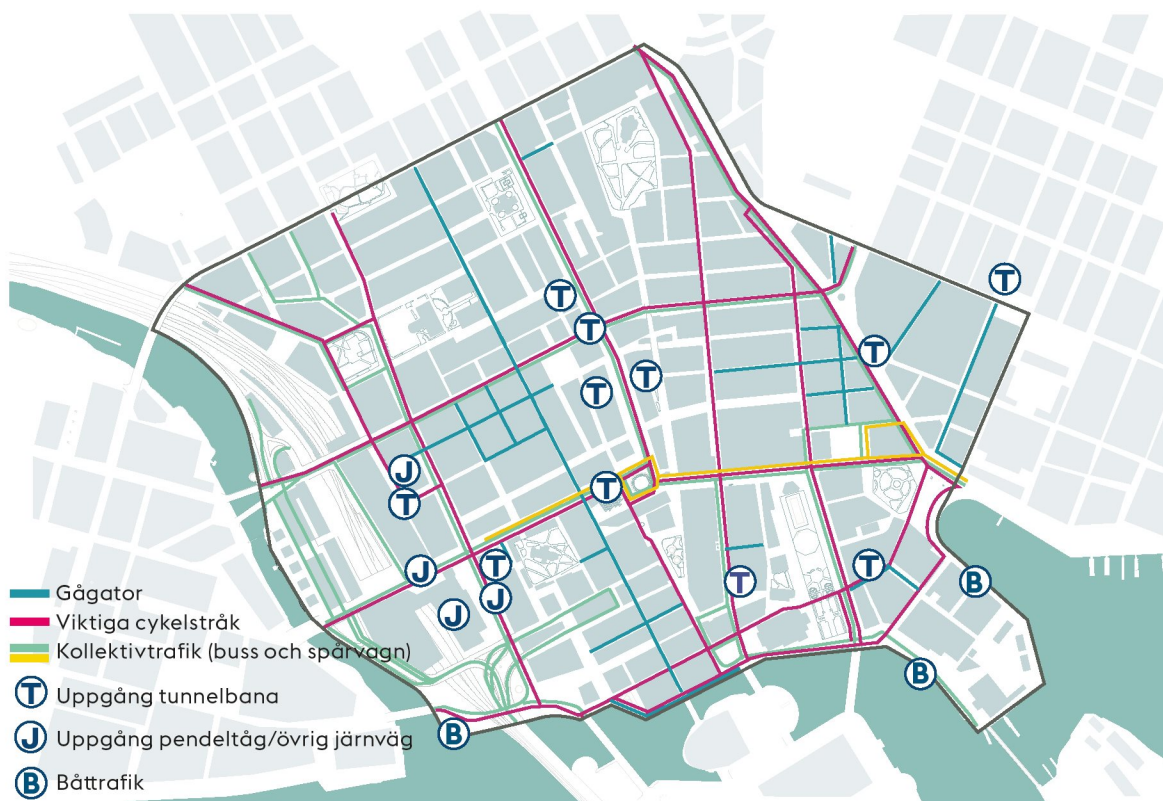 T
T
T
T
T
T
J
T
T
J
T
J
J
T
T
B
B
B
Gågator
Viktiga cykelstråk
Kollektivtrafik (buss och spårvagn)
T Uppgång tunnelbana
J Uppgång pendeltåg/övrig järnväg
B Båttrafik